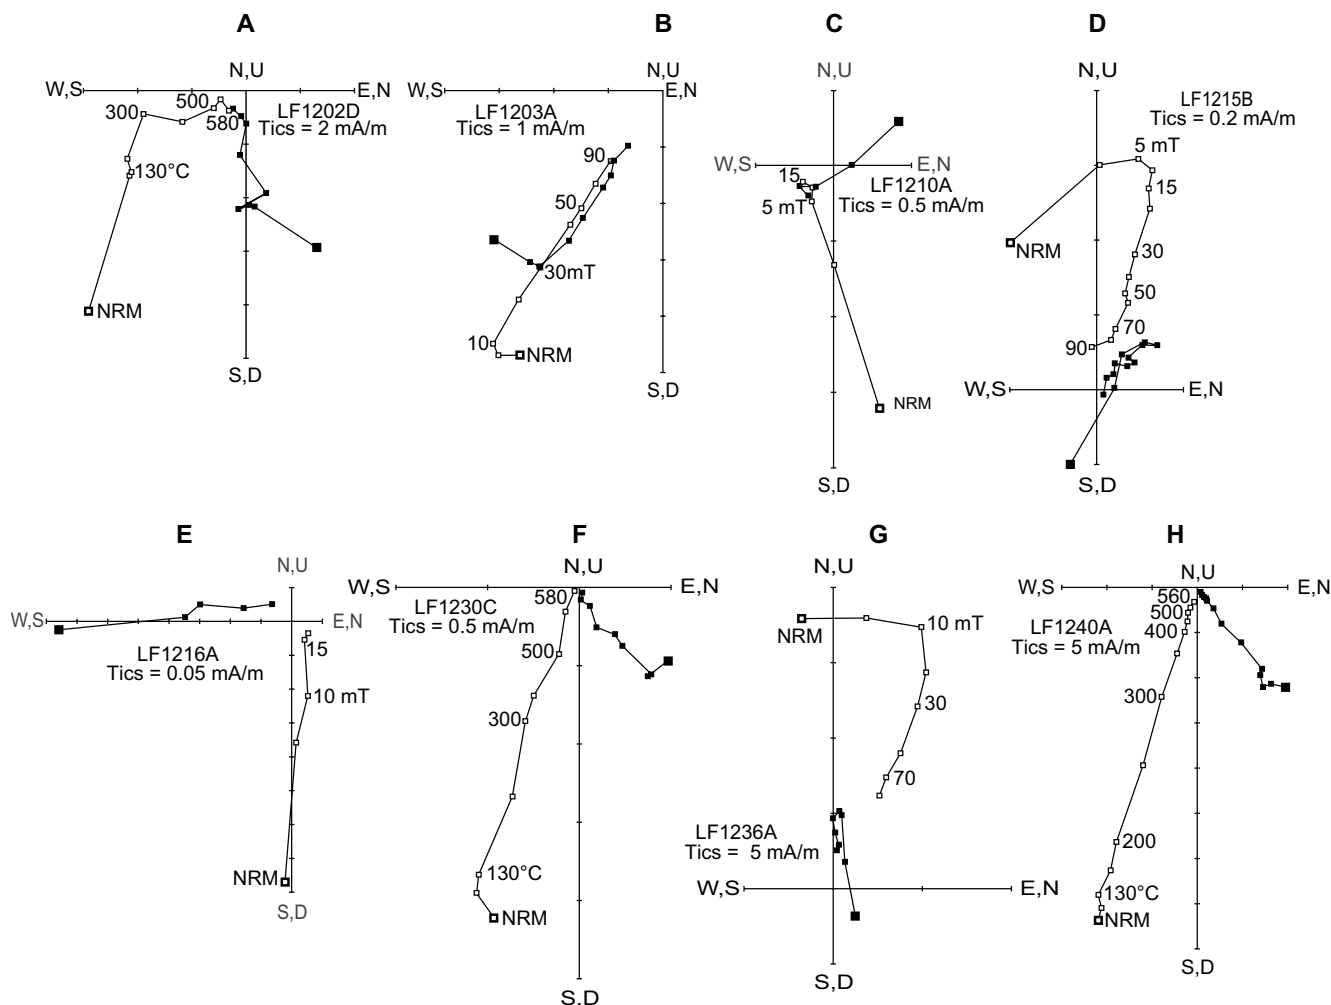 A
N,U
W,S
E,N
300
500
580
LF1202D
Tics = 2 mA/m
130°C
NRM
S,D
B
N,U
W,S
E,N
LF1203A
Tics = 1 mA/m
90
50
30mT
10
NRM
S,D
C
N,U
W,S
E,N
15
5 mT
LF1210A
Tics = 0.5 mA/m
NRM
S,D
D
N,U
LF1215B
Tics = 0.2 mA/m
5 mT
15
30
50
70
90
NRM
W,S
E,N
S,D
E
N,U
W,S
E,N
LF1216A
Tics = 0.05 mA/m
15
10 mT
NRM
S,D
F
N,U
W,S
E,N
580
LF1230C
Tics = 0.5 mA/m
500
300
130°C
NRM
S,D
G
N,U
NRM
10 mT
30
70
LF1236A
Tics =  5 mA/m
W,S
E,N
S,D
H
N,U
W,S
E,N
560
500
400
LF1240A
Tics = 5 mA/m
300
200
130°C
NRM
S,D